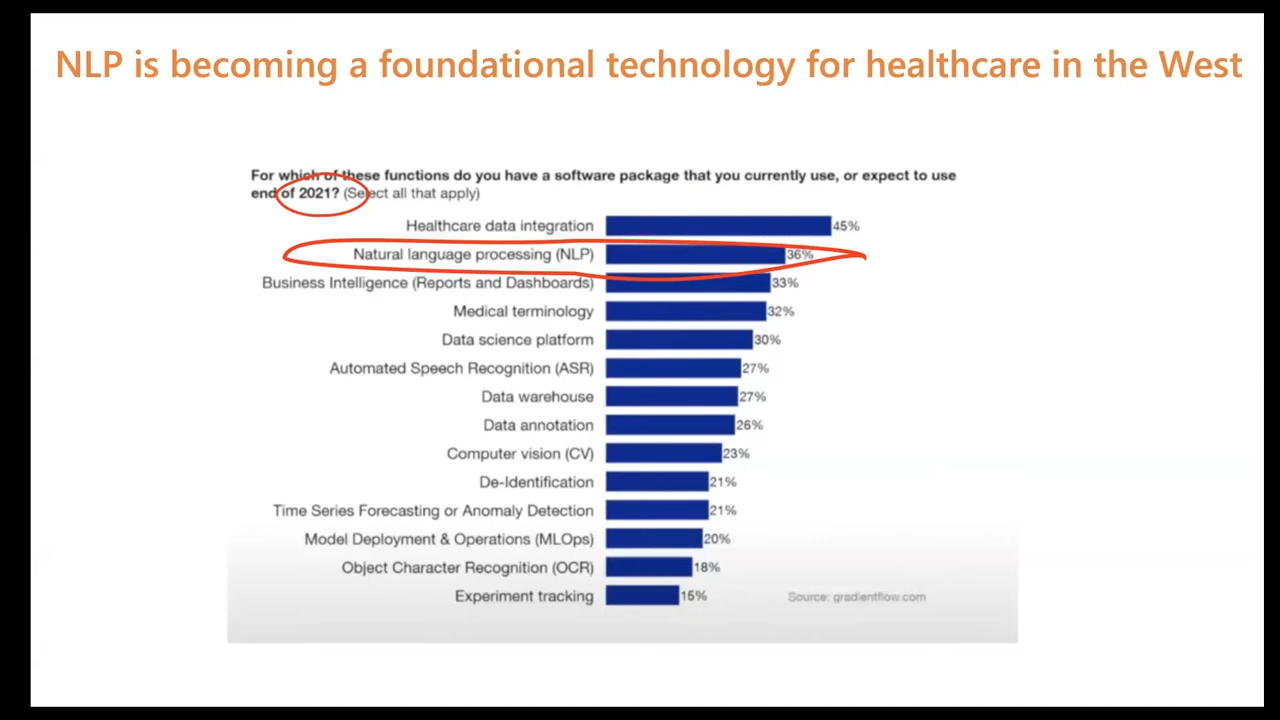 NLP is becoming a foundational technology for healthcare in the West
For which of these functions do you have a software package that you currently use, or expect to use
end of 2021? (Select all that apply)
Healthcare data integration 45%
Natural language processing (NLP) 36%
Business Intelligence (Reports and Dashboards) 33%
Medical terminology 32%
Data science platform 30%
Automated Speech Recognition (ASR) 27%
Data warehouse 27%
Data annotation 26%
Computer vision (CV) 23%
De-Identification 21%
Time Series Forecasting or Anomaly Detection 21%
Model Deployment & Operations (MLOps) 20%
Object Character Recognition (OCR) 18%
Experiment tracking 15%
Source: gradientflow.com